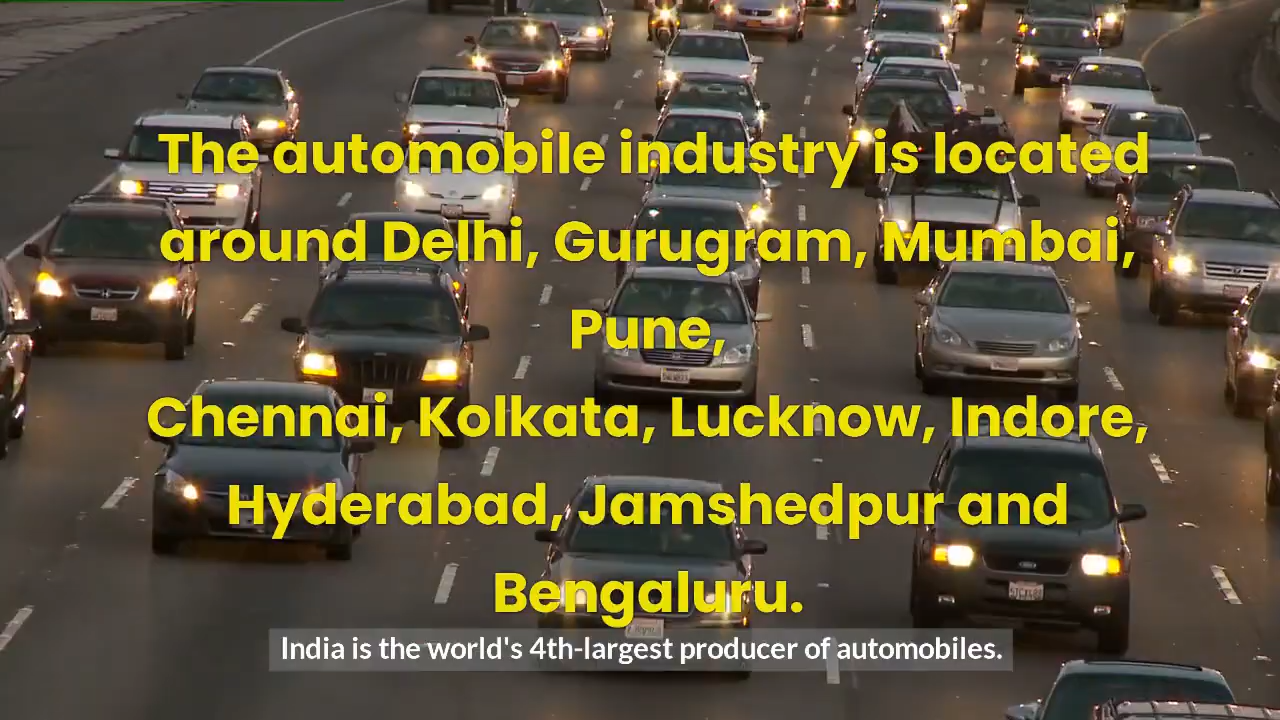 The automobile industry is located
around Delhi, Gurugram, Mumbai,
Pune,
Chennai, Kolkata, Lucknow, Indore,
Hyderabad, Jamshedpur and
Bengaluru.
India is the world's 4th-largest producer of automobiles.